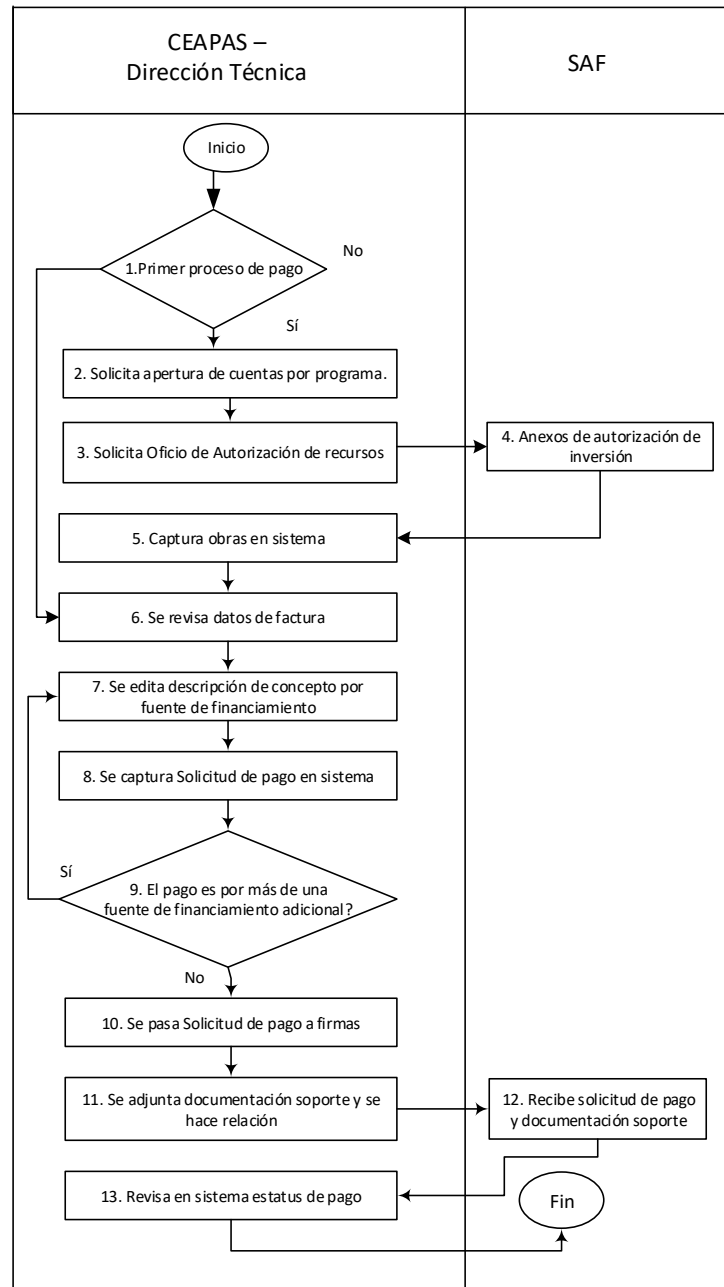 CEAPAS –
Dirección Técnica
SAF
Inicio
1.Primer proceso de pago
No
Sí
2. Solicita apertura de cuentas por programa.
3. Solicita Oficio de Autorización de recursos
4. Anexos de autorización de
inversión
5. Captura obras en sistema
6. Se revisa datos de factura
7. Se edita descripción de concepto por
fuente de financiamiento
8. Se captura Solicitud de pago en sistema
Sí
9. El pago es por más de una
fuente de financiamiento adicional?
No
10. Se pasa Solicitud de pago a firmas
11. Se adjunta documentación soporte y se
hace relación
12. Recibe solicitud de pago
y documentación soporte
13. Revisa en sistema estatus de pago
Fin